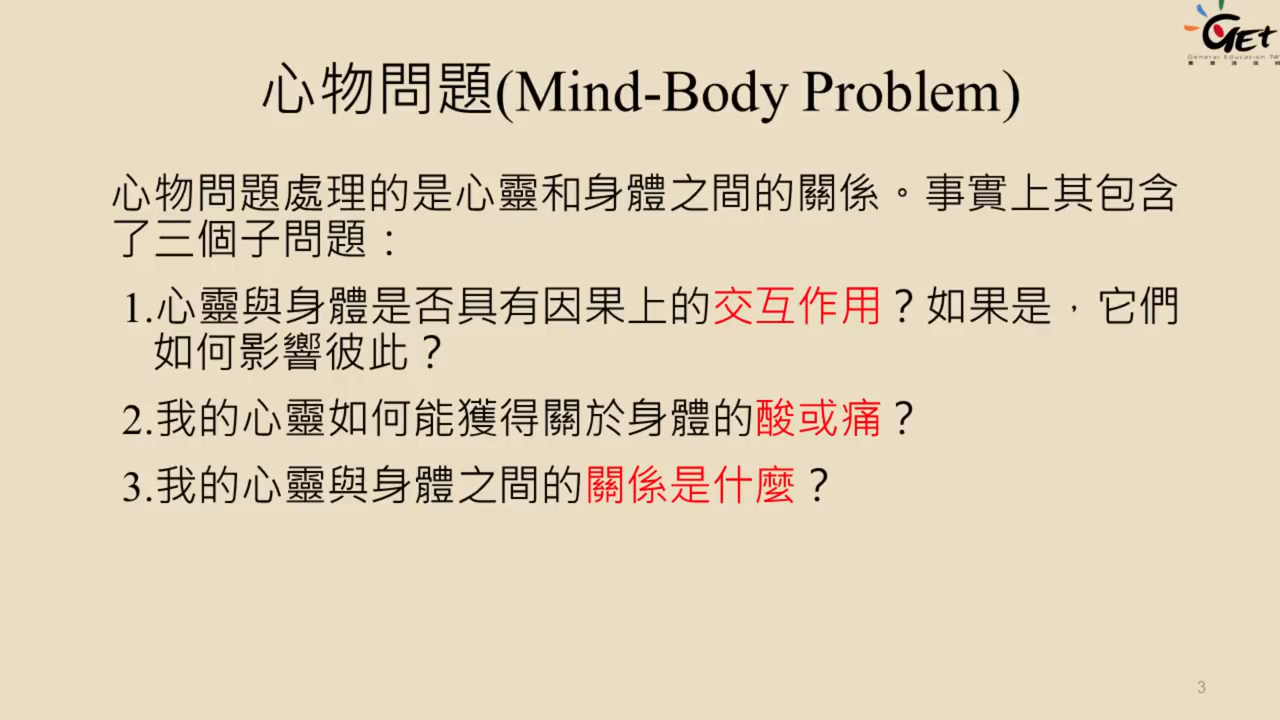 GET
General Education TW
心物問題(Mind-Body Problem)
心物問題處理的是心靈和身體之間的關係。事實上其包含
了三個子問題：
1.心靈與身體是否具有因果上的交互作用？如果是，它們
如何影響彼此？
2.我的心靈如何能獲得關於身體的酸或痛？
3.我的心靈與身體之間的關係是什麼？
3